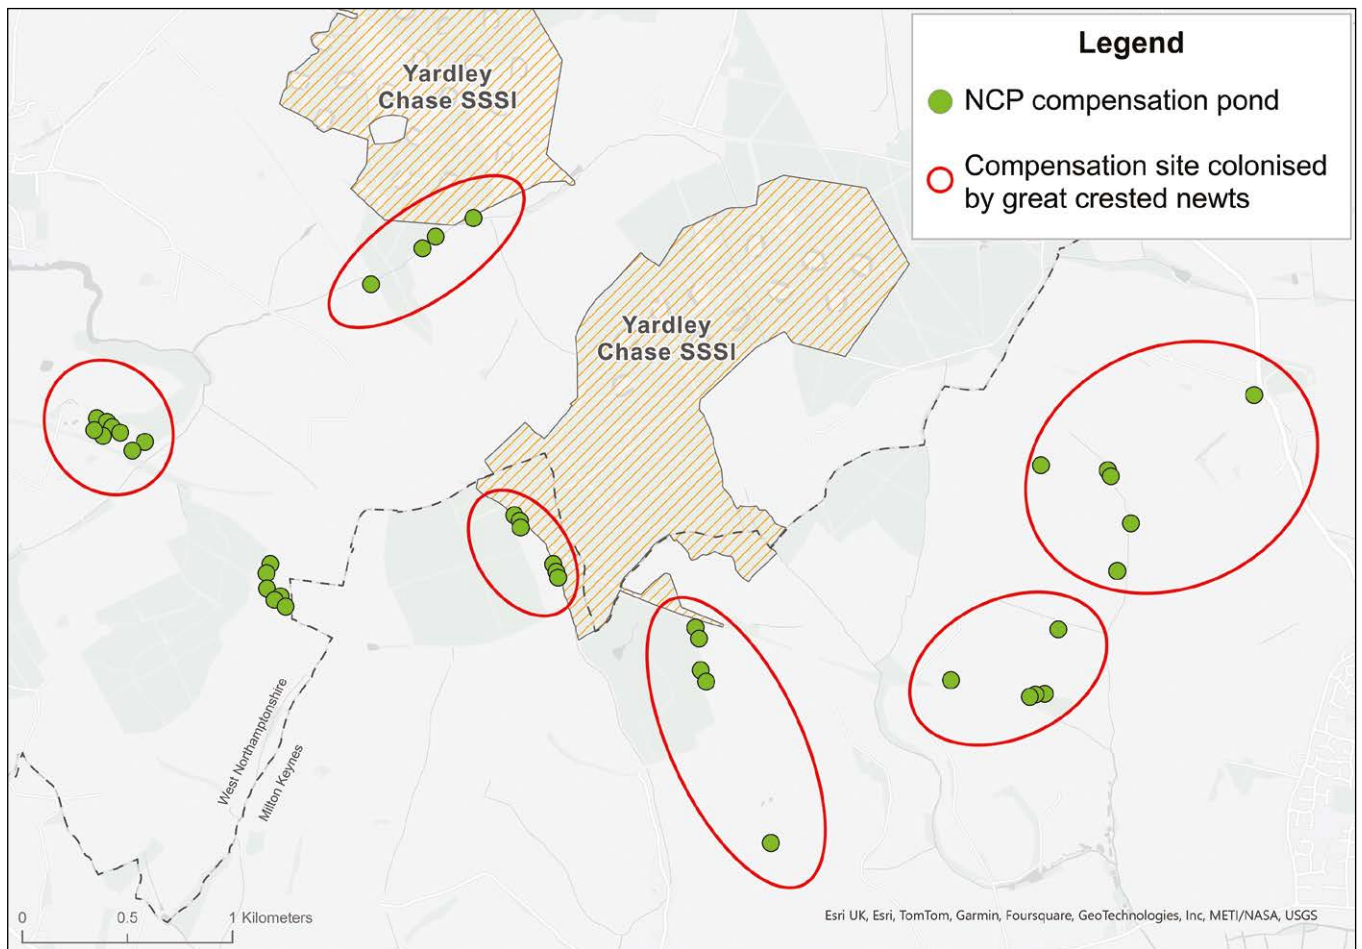 Legend
NCP compensation pond
Compensation site colonised
by great crested newts
Yardley
Chase SSSI
Yardley
Chase SSSI
West Northamptonshire
Milton Keynes
0 0.5 1 Kilometers
Esri UK, Esri, TomTom, Garmin, Foursquare, GeoTechnologies, Inc, METI/NASA, USGS